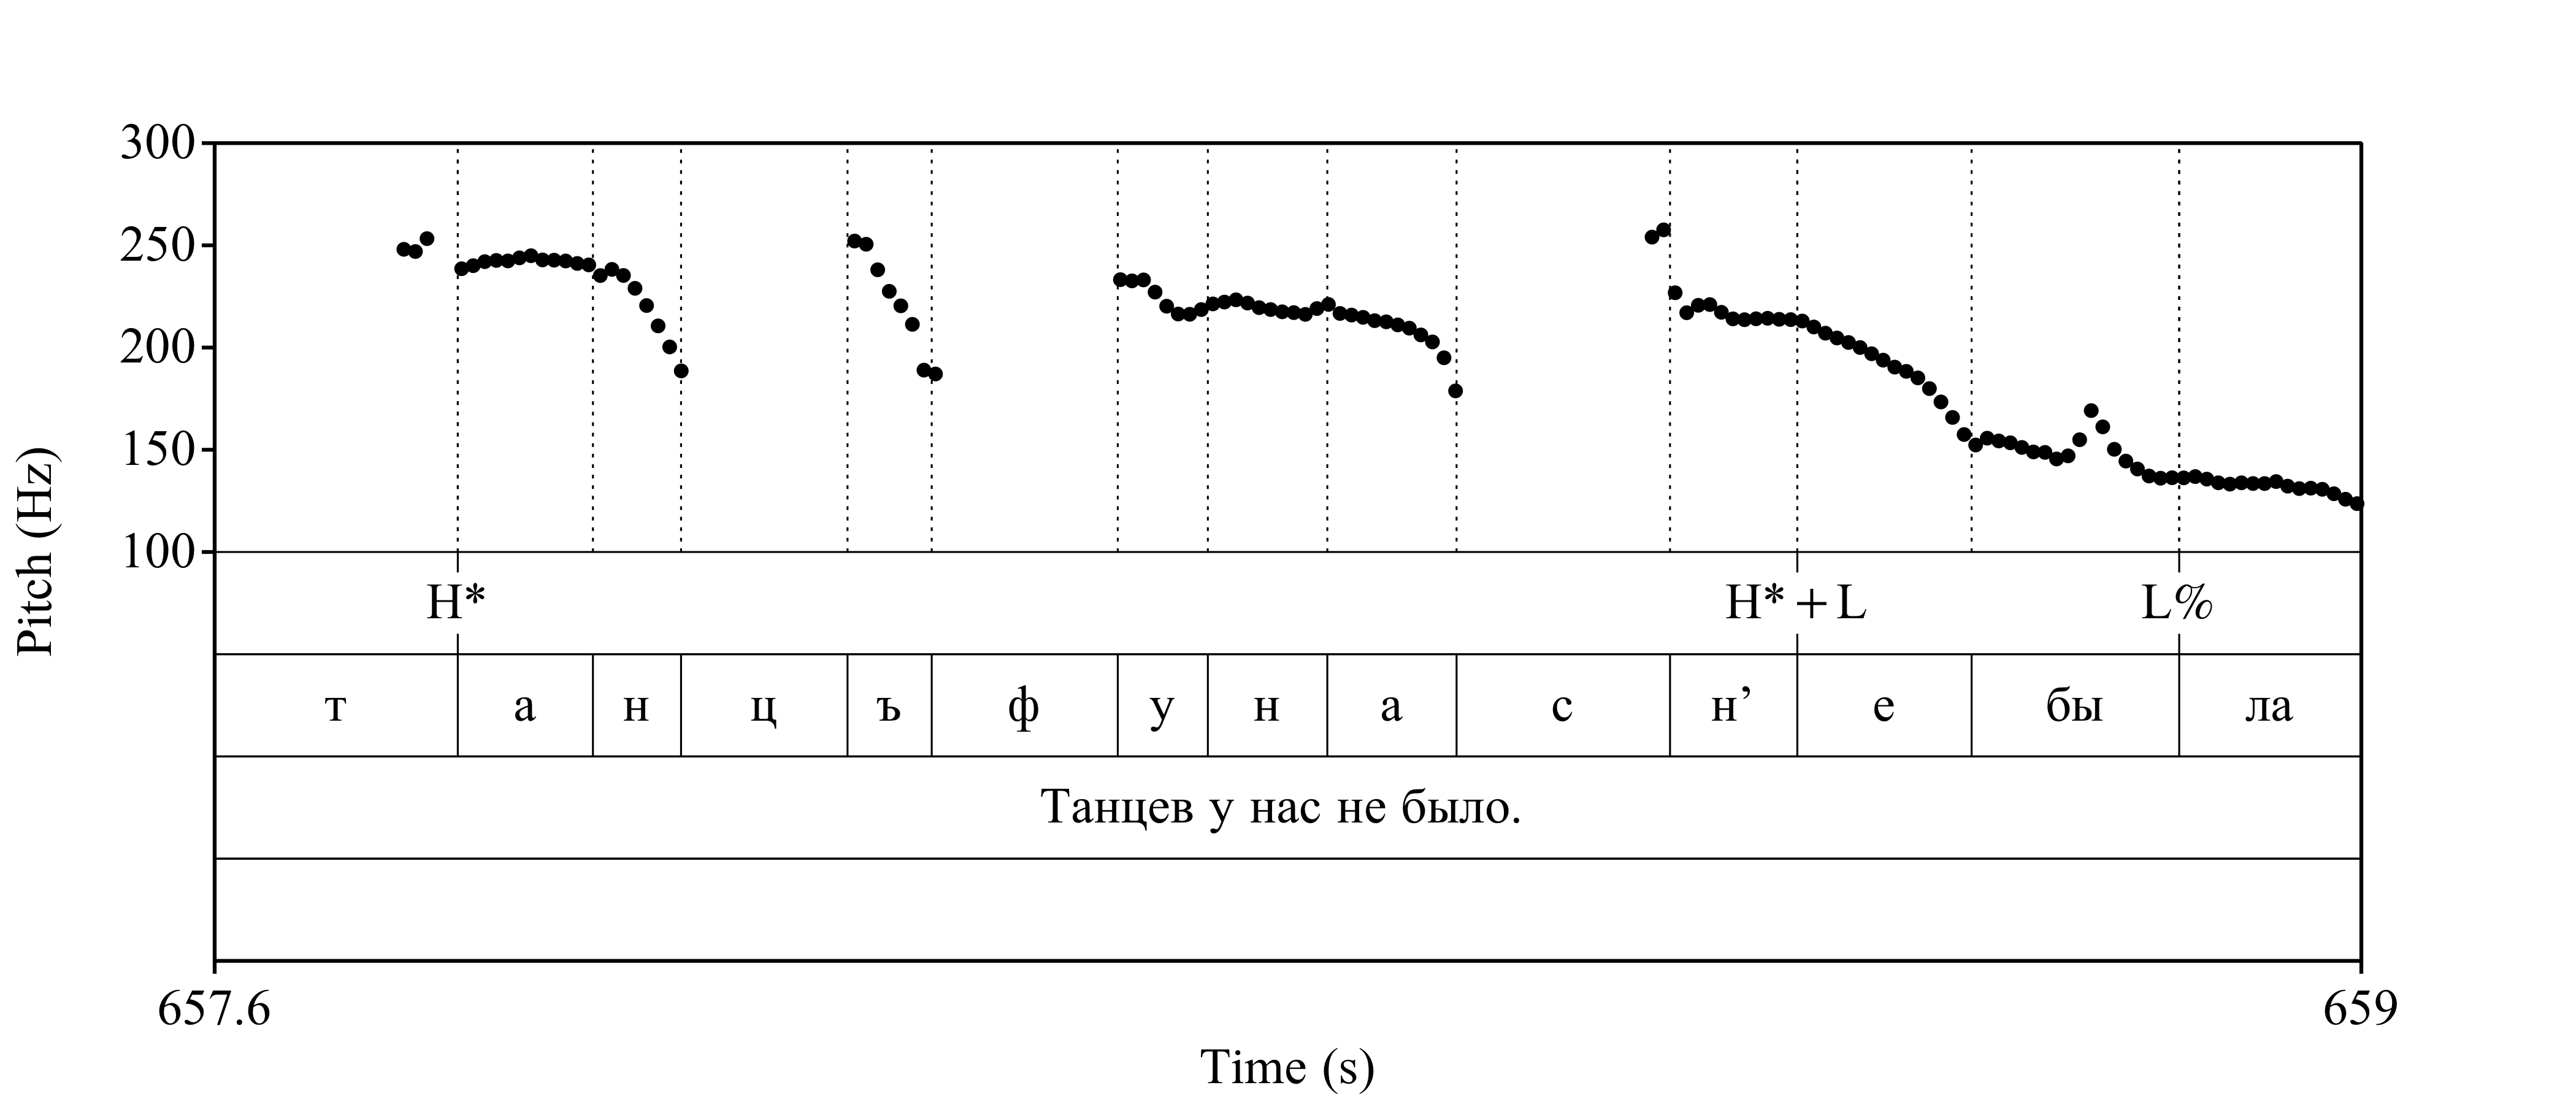 300
250
200
150
100
Pitch (Hz)
H* H* + L L%
т а н ц ъ ф у н а с н’ е бы ла
Танцев у нас не было.
657.6 659
Time (s)